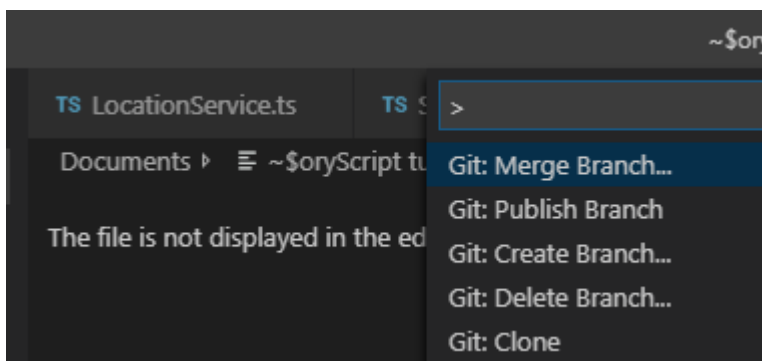 ~$ory
TS LocationService.ts
TS S
>
Documents ~$oryScript tu
Git: Merge Branch...
Git: Publish Branch
The file is not displayed in the ed
Git: Create Branch...
Git: Delete Branch...
Git: Clone